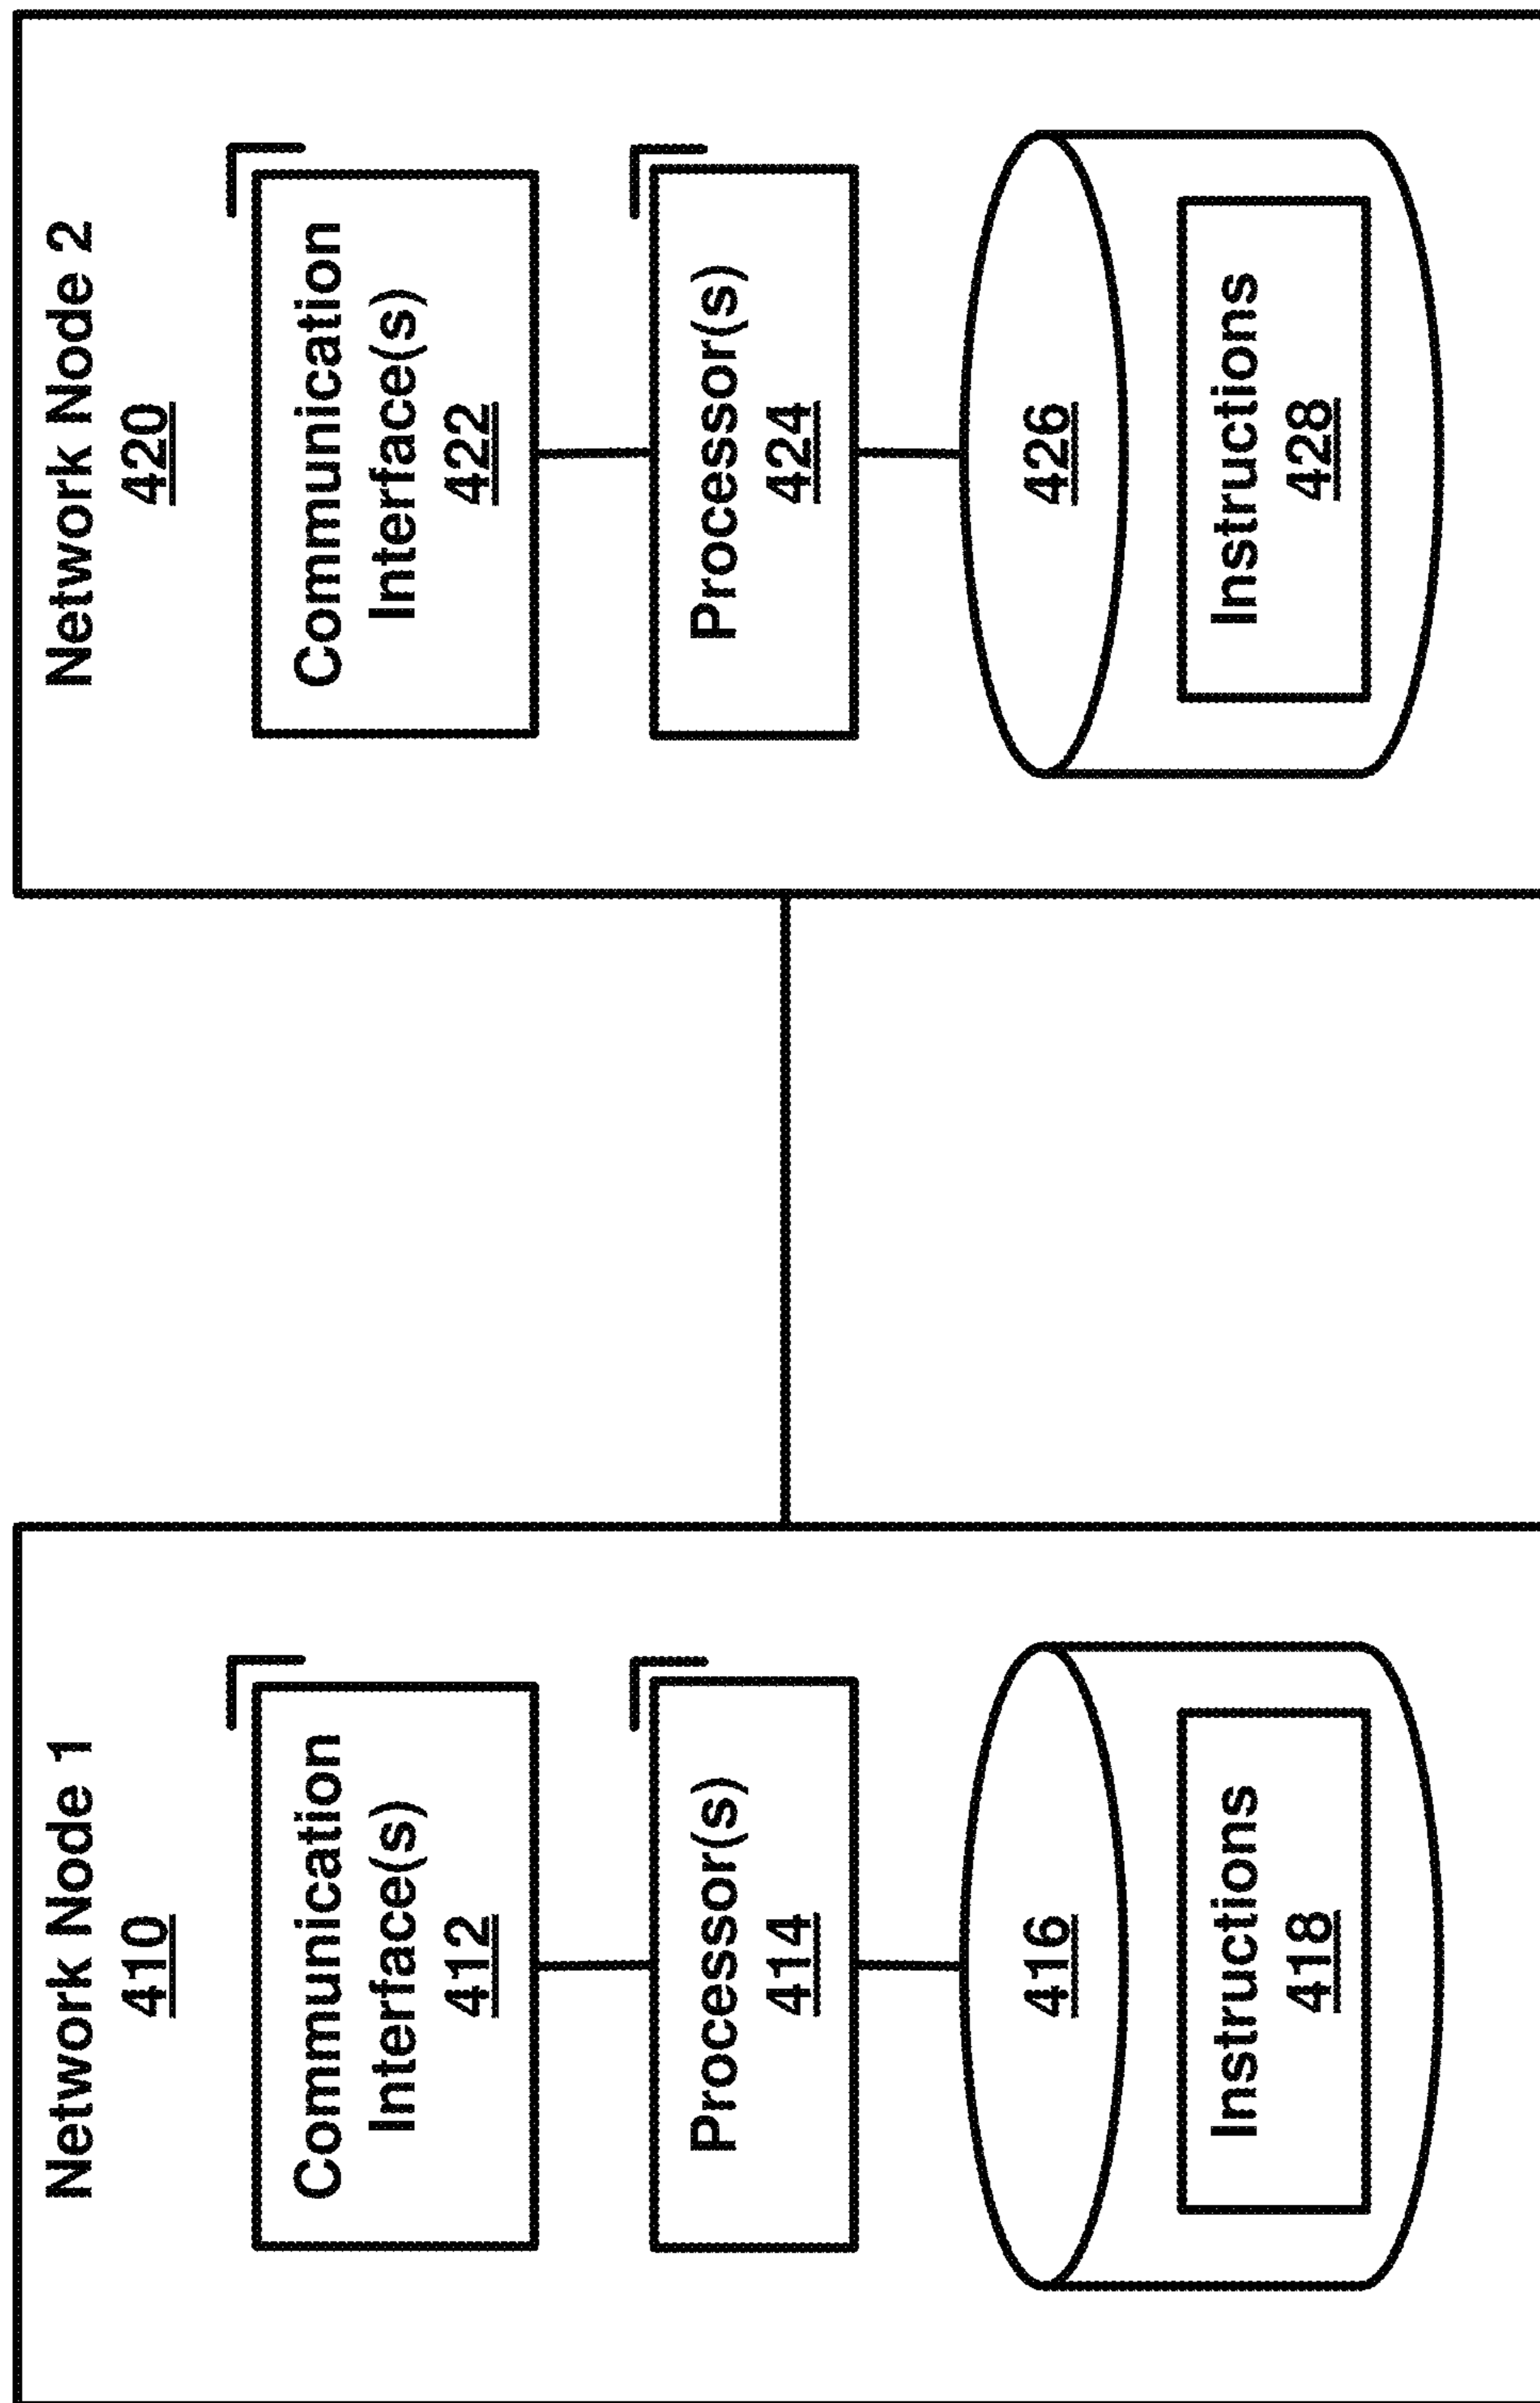 Network Node 1
410
Communication
Interface(s)
412
Processor(s)
414
416
Instructions
418
Network Node 2
420
Communication
Interface(s)
422
Processor(s)
424
426
Instructions
428